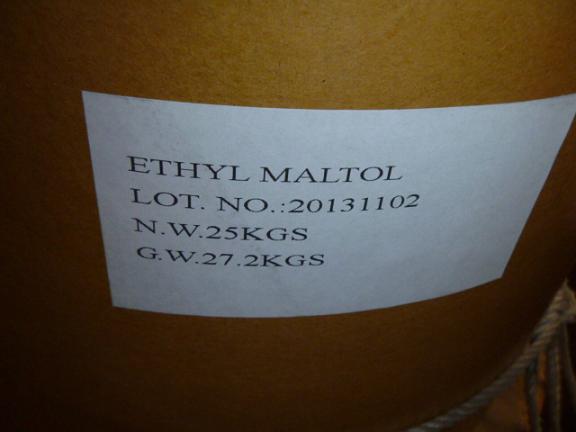 ETHYL MALTOL
LOT. NO.:20131102
N.W.25KGS
G.W.27.2KGS